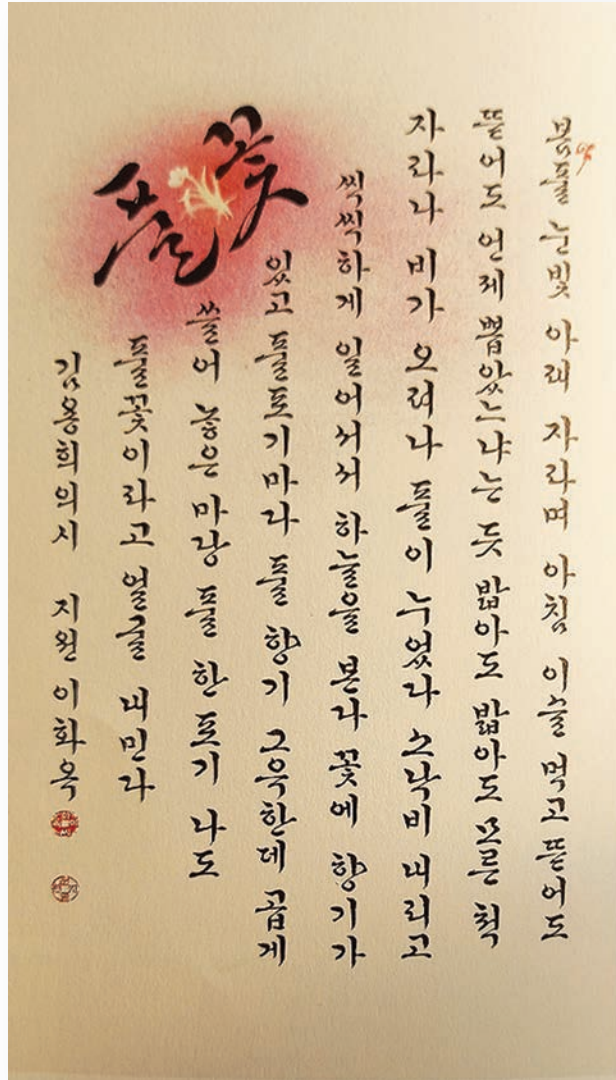 풀꽃
봄풀 눈빛 아래 자라며 아침 이슬 먹고 뜯어도
뜯어도 언제 뽑았느냐는 듯 밟아도 밟아도 모른 척
자라나 비가 오려나 풀이 누웠다 소낙비 내리고
씩씩하게 일어서서 하늘을 본다 꽃에 향기가
있고 풀포기마다 풀 향기 그윽한데 곱게
쓸어 놓은 마당 풀 한 포기 나도
풀꽃이라고 얼굴 내민다
김용희의시 지원 이화옥